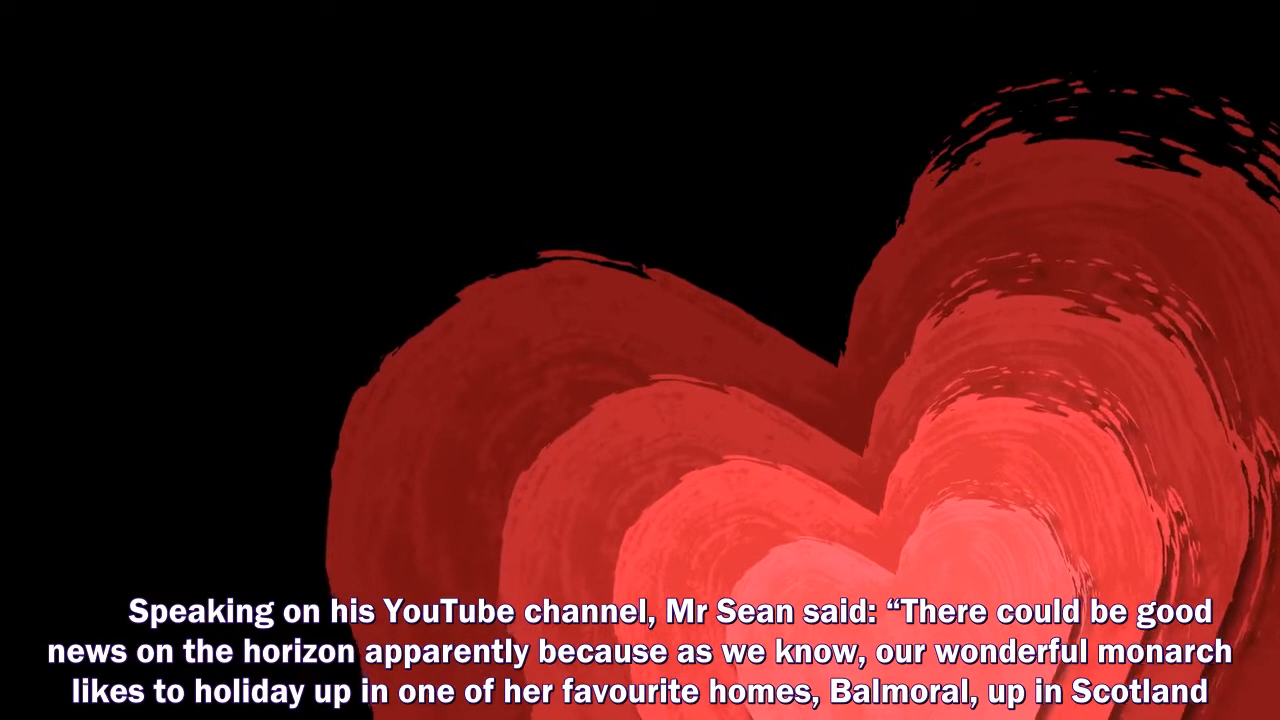 Speaking on his YouTube channel, Mr Sean said: “There could be good
news on the horizon apparently because as we know, our wonderful monarch
likes to holiday up in one of her favourite homes, Balmoral, up in Scotland